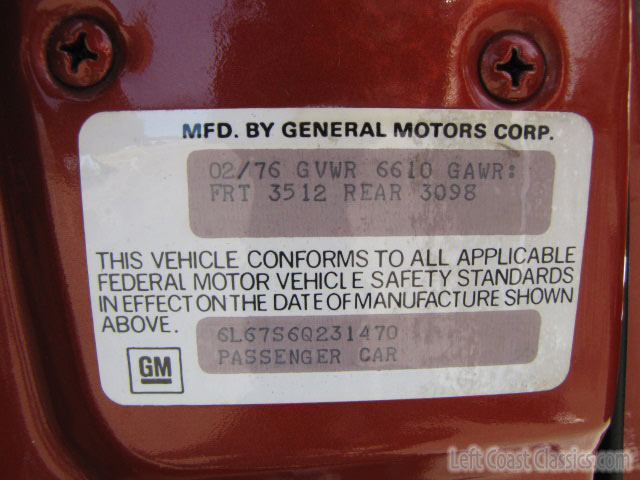 MFD. BY GENERAL MOTORS CORP.
02/76 GVWR 6610 GAWR:
FRT 3512 REAR 3098
THIS VEHICLE CONFORMS TO ALL APPLICABLE
FEDERAL MOTOR VEHICLE SAFETY STANDARDS
IN EFFECT ON THE DATE OF MANUFACTURE SHOWN
ABOVE.
6L67S6Q231470
PASSENGER CAR
GM
Left Coast Classics.com